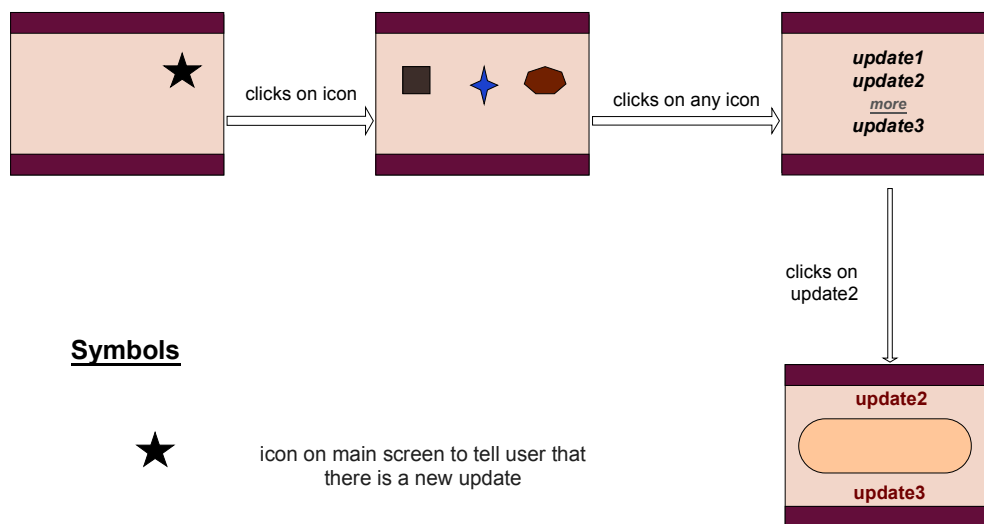 clicks on icon
clicks on any icon
update1
update2
more
update3
clicks on
update2
Symbols
update2
update3
icon on main screen to tell user that
there is a new update